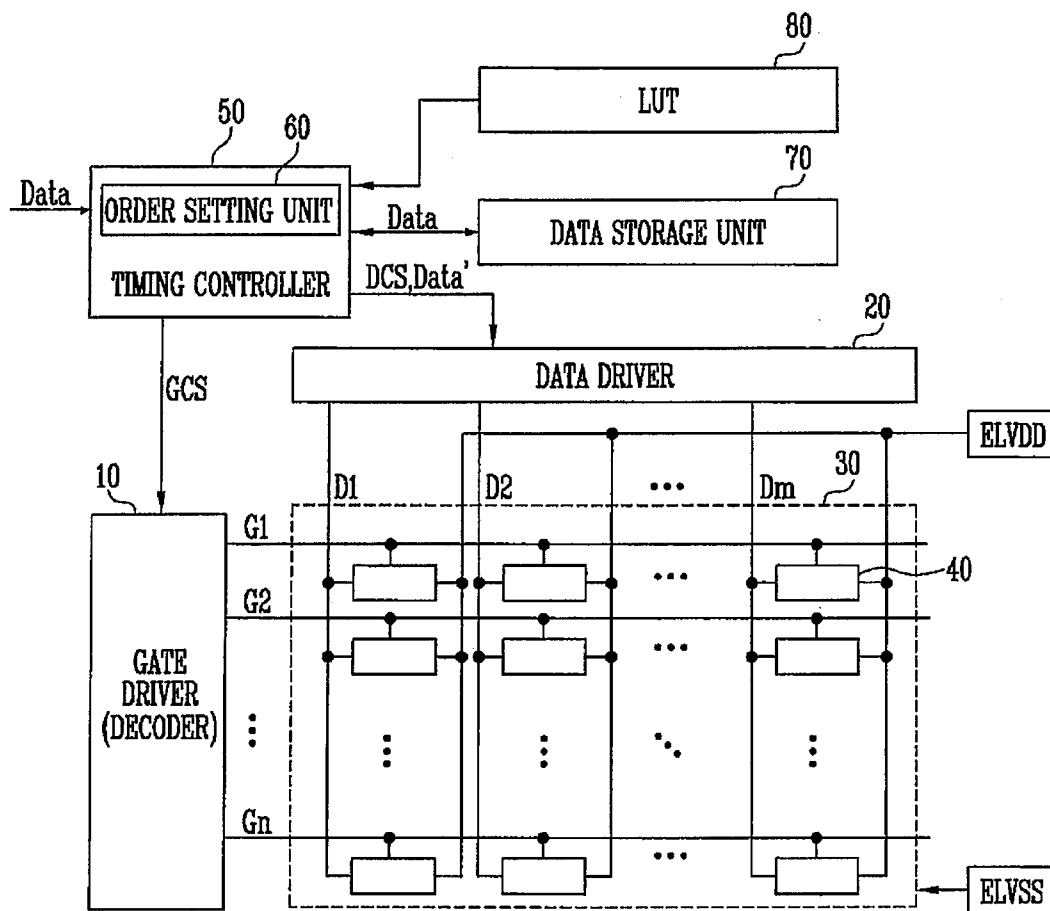 80
LUT
50
60
70
Data
ORDER SETTING UNIT
Data
DATA STORAGE UNIT
TIMING CONTROLLER
DCS,Data'
20
DATA DRIVER
GCS
ELVDD
10
D1
D2
•••
Dm
30
G1
•••
40
G2
•••
GATE
DRIVER
(DECODER)
Gn
•••
ELVSS